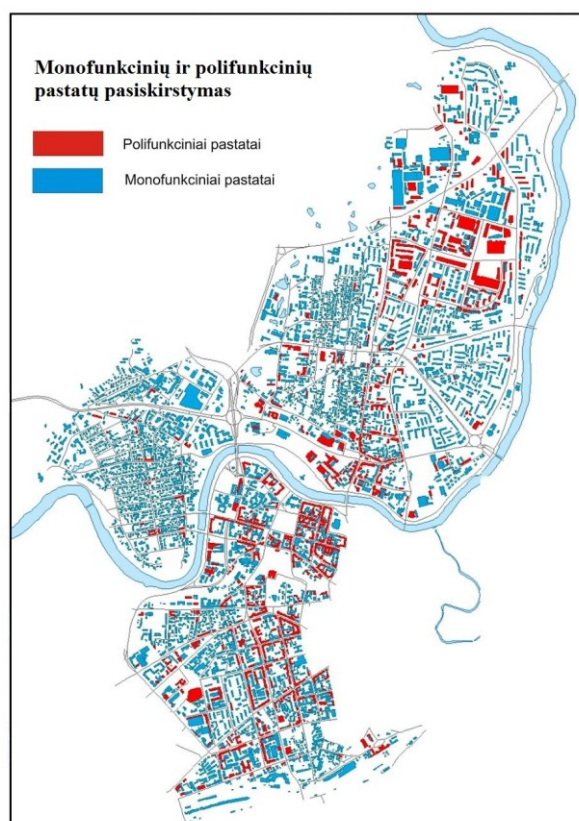 Monofunkcinių ir polifunkcinių
pastatų pasiskirstymas
Polifunkciniai pastatai
Monofunkciniai pastatai